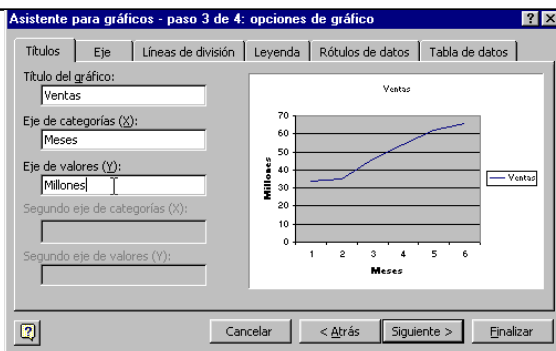 Asistente para gráficos - paso 3 de 4: opciones de gráfico
Títulos Eje Líneas de división Leyenda Rótulos de datos Tabla de datos
Título del gráfico:
Ventas
Eje de categorías (X):
Meses
Eje de valores (Y):
Millones
Segundo eje de categorías (X):
Segundo eje de valores (Y):
Ventas
70
60
50
40
30
20
10
0
Millones
1 2 3 4 5 6
Meses
Ventas
Cancelar < Atrás Siguiente > Finalizar